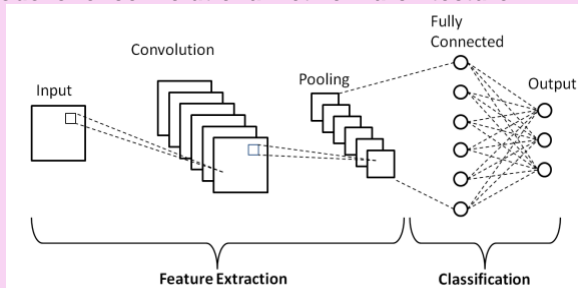 Fully
Connected
Convolution
Pooling
Input
Output
Feature Extraction
Classification